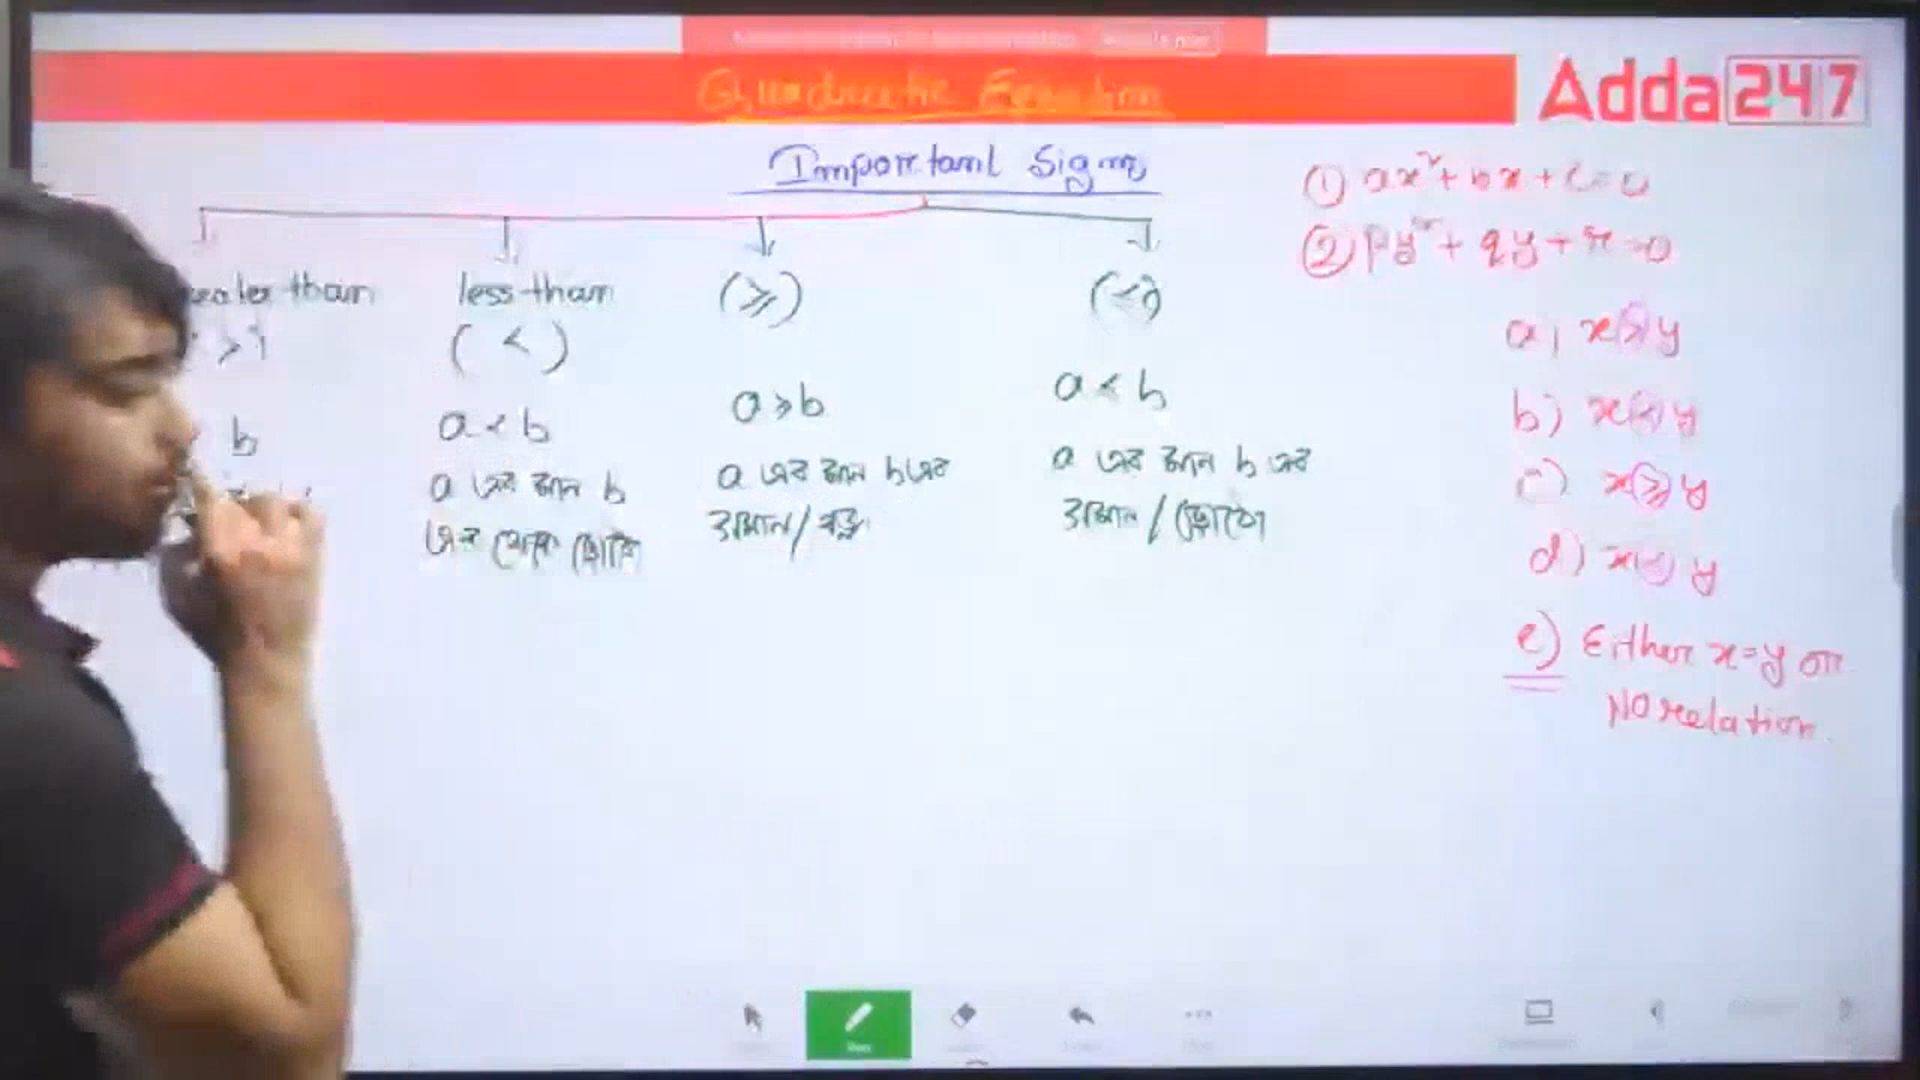 Quadratic Equation
Adda247
Important Sign
greater than
less than
(≥)
(≤)
(<)
b
a < b
a এর মান b
এর থেকে ছোট
a ≥ b
a এর মান b এর
সমান/বড়
a ≤ b
a এর মান b এর
সমান/ছোট
① ax²+bx+c=0
② py²+qy+r=0
a) x>y
b) x<y
c) x≥y
d) x≤y
e) Either x=y or
No relation.